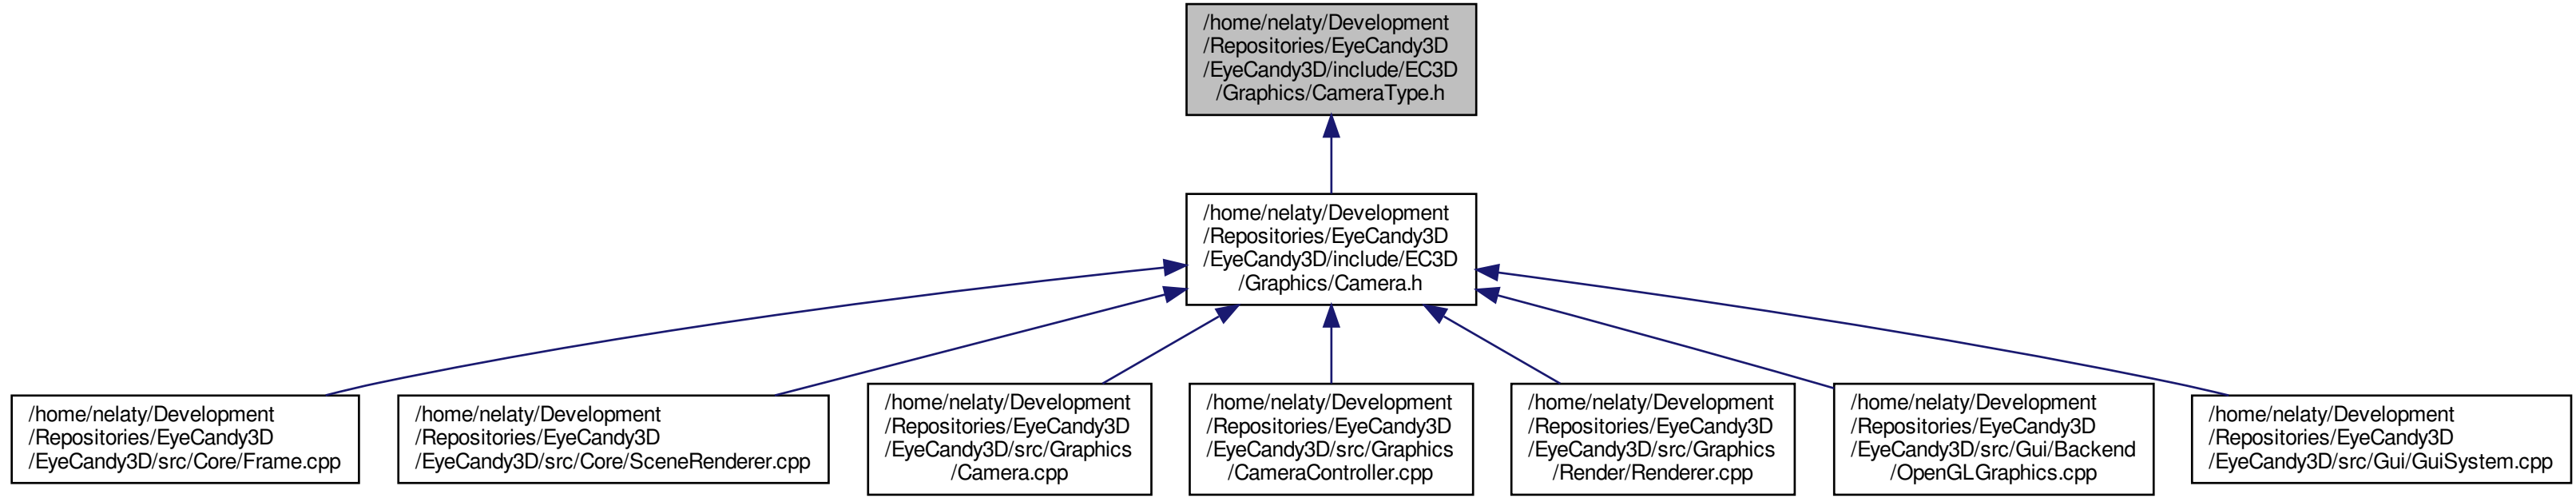 /home/nelaty/Development
/Repositories/EyeCandy3D
/EyeCandy3D/include/EC3D
/Graphics/CameraType.h
/home/nelaty/Development
/Repositories/EyeCandy3D
/EyeCandy3D/include/EC3D
/Graphics/Camera.h
/home/nelaty/Development
/Repositories/EyeCandy3D
/EyeCandy3D/src/Core/Frame.cpp
/home/nelaty/Development
/Repositories/EyeCandy3D
/EyeCandy3D/src/Core/SceneRenderer.cpp
/home/nelaty/Development
/Repositories/EyeCandy3D
/EyeCandy3D/src/Graphics
/Camera.cpp
/home/nelaty/Development
/Repositories/EyeCandy3D
/EyeCandy3D/src/Graphics
/CameraController.cpp
/home/nelaty/Development
/Repositories/EyeCandy3D
/EyeCandy3D/src/Graphics
/Render/Renderer.cpp
/home/nelaty/Development
/Repositories/EyeCandy3D
/EyeCandy3D/src/Gui/Backend
/OpenGLGraphics.cpp
/home/nelaty/Development
/Repositories/EyeCandy3D
/EyeCandy3D/src/Gui/GuiSystem.cpp